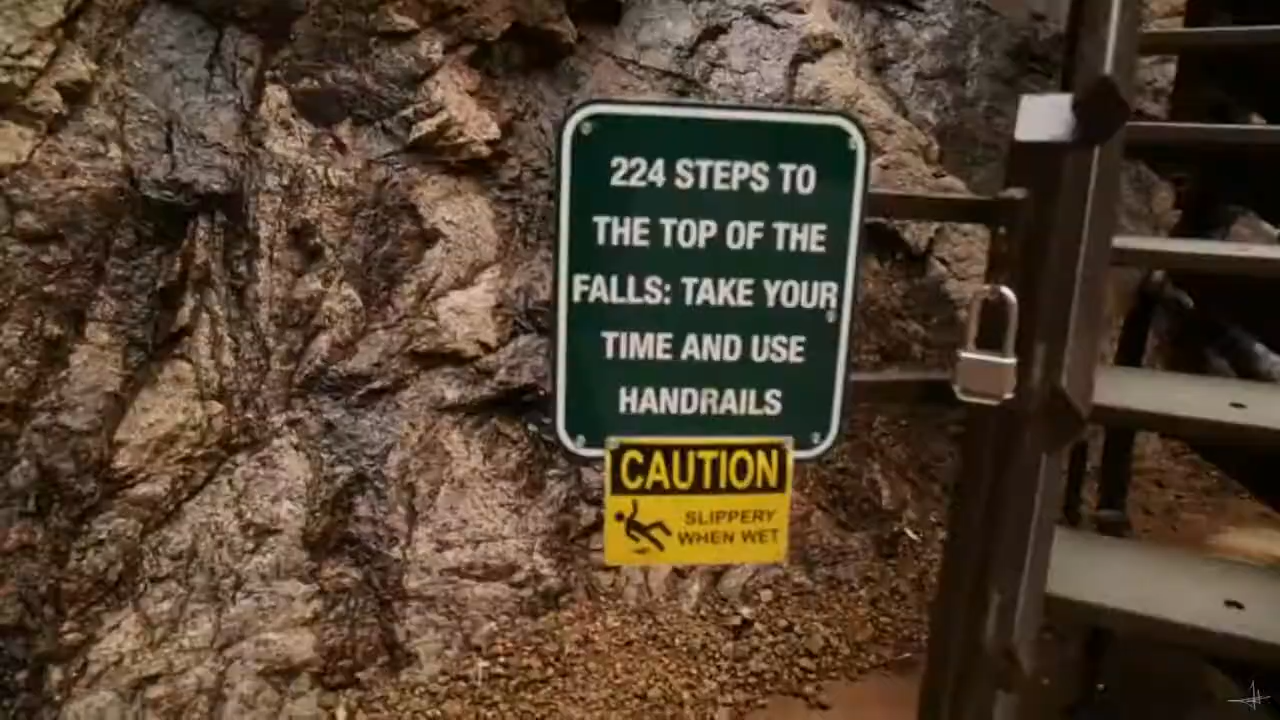 224 STEPS TO
THE TOP OF THE
FALLS: TAKE YOUR
TIME AND USE
HANDRAILS
CAUTION
SLIPPERY
WHEN WET